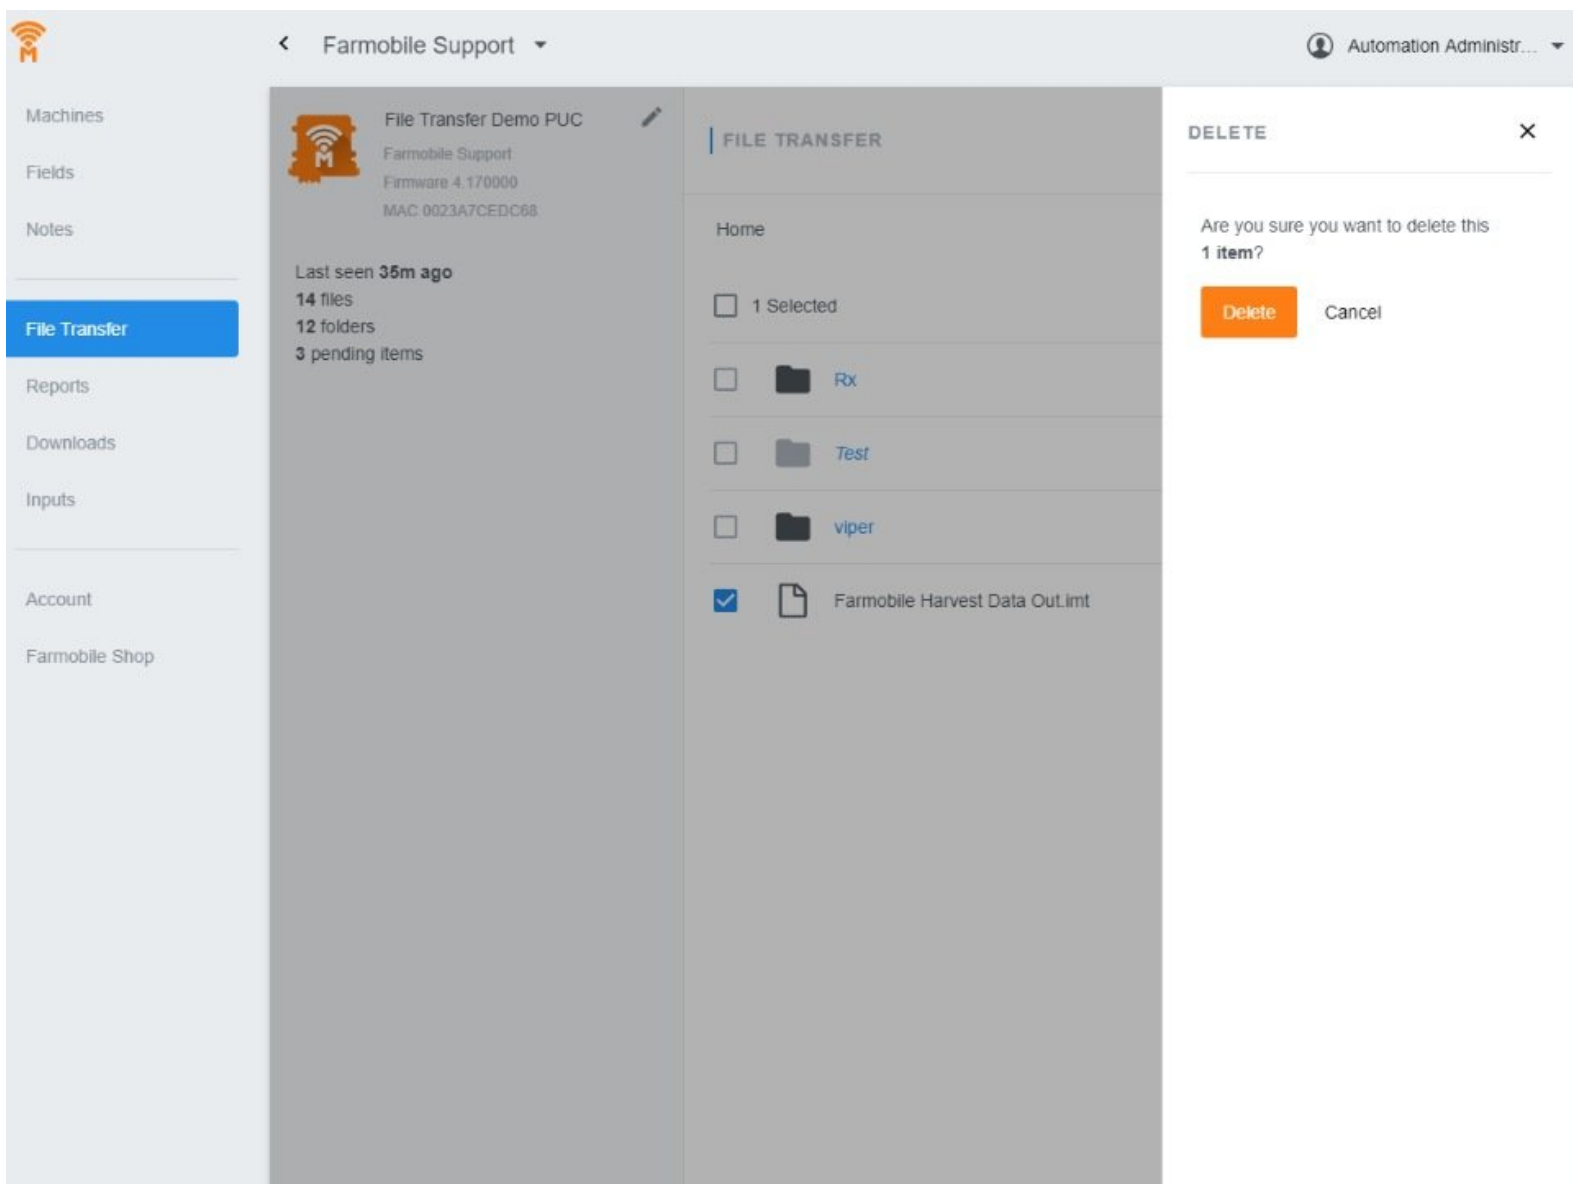 M
Farmobile Support
Automation Administr...
Machines
Fields
Notes
File Transfer
Reports
Downloads
Inputs
Account
Farmobile Shop
M
File Transfer Demo PUC
Farmobile Support
Firmware 4.170000
MAC 0023A7CEDC68
Last seen 35m ago
14 files
12 folders
3 pending items
FILE TRANSFER
Home
1 Selected
Rx
Test
viper
Farmobile Harvest Data Out.imt
DELETE
Are you sure you want to delete this
1 item?
Delete Cancel